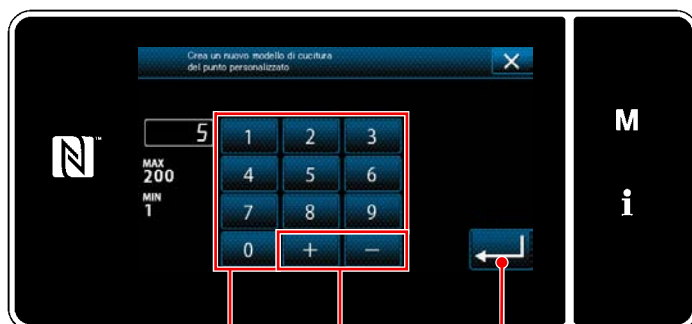 Crea un nuovo modello di cucitura
del punto personalizzato
5
MAX
200
MIN
1
1 2 3
4 5 6
7 8 9
0 + −
M
i
N